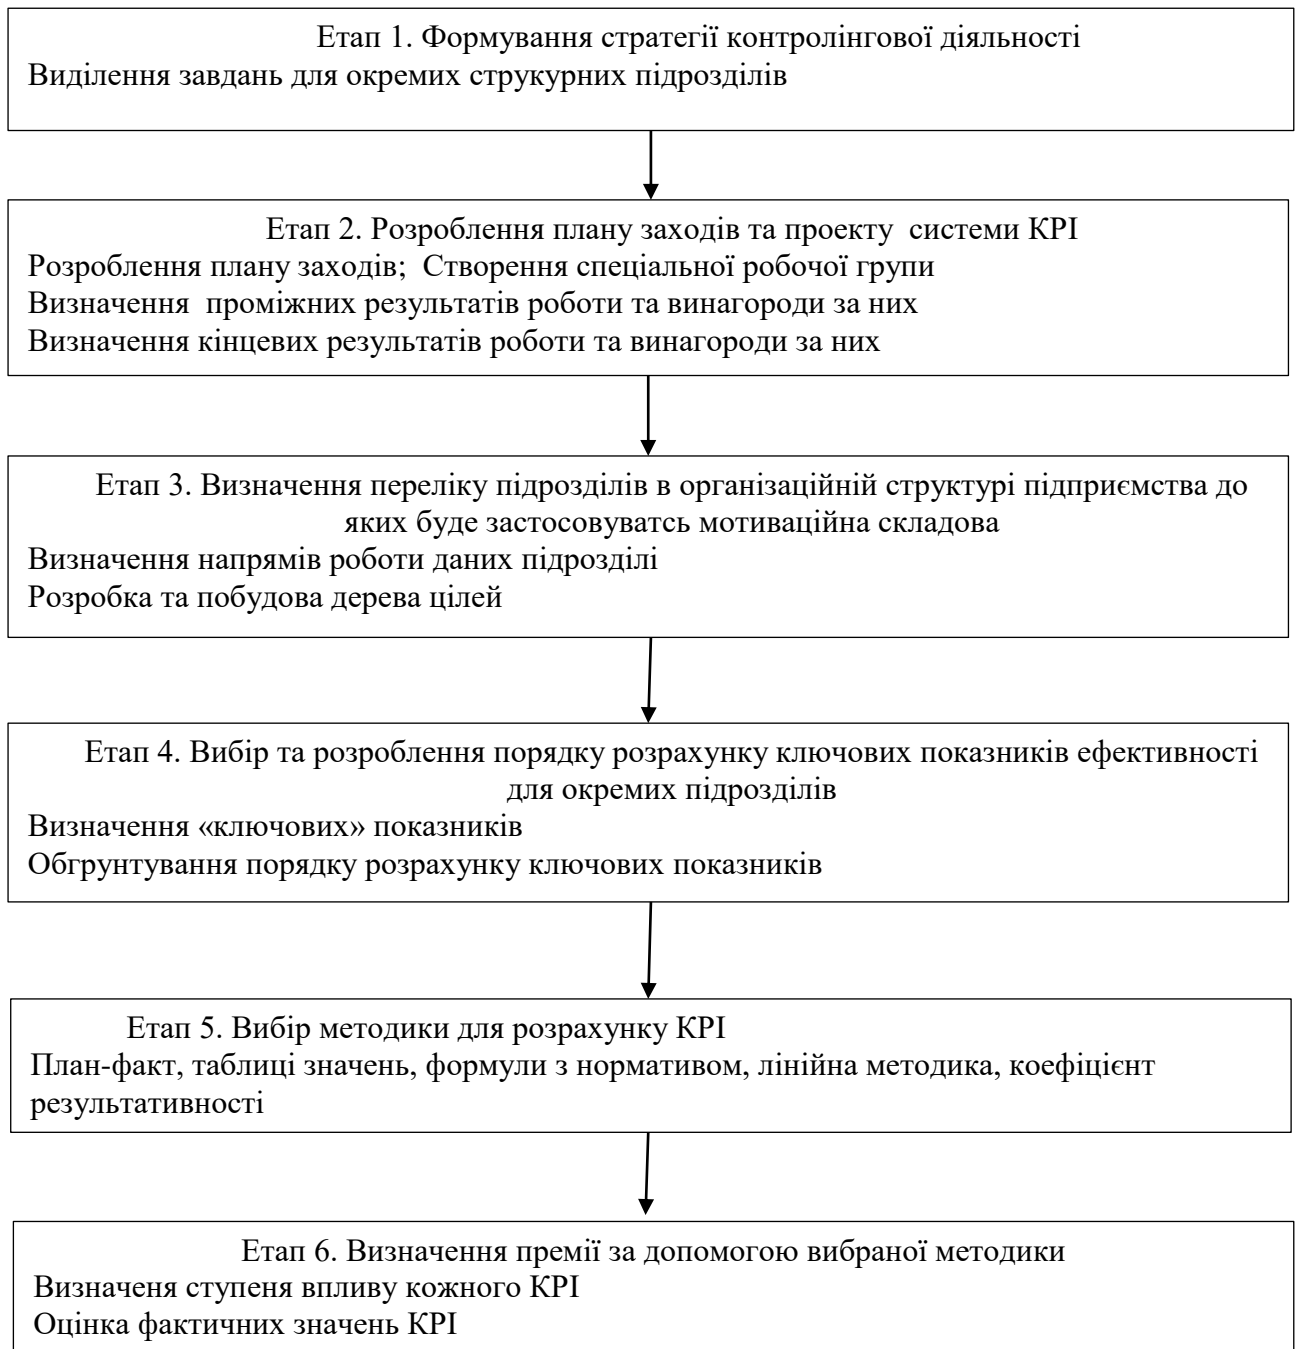 Етап 1. Формування стратегії контролінгової діяльності
Виділення завдань для окремих струкурних підрозділів
Етап 2. Розроблення плану заходів та проекту системи КРІ
Розроблення плану заходів; Створення спеціальної робочої групи
Визначення проміжних результатів роботи та винагороди за них
Визначення кінцевих результатів роботи та винагороди за них
Етап 3. Визначення переліку підрозділів в організаційній структурі підприємства до
яких буде застосовуватсь мотиваційна складова
Визначення напрямів роботи даних підрозділі
Розробка та побудова дерева цілей
Етап 4. Вибір та розроблення порядку розрахунку ключових показників ефективності
для окремих підрозділів
Визначення «ключових» показників
Обгрунтування порядку розрахунку ключових показників
Етап 5. Вибір методики для розрахунку КРІ
План-факт, таблиці значень, формули з нормативом, лінійна методика, коефіцієнт
результативності
Етап 6. Визначення премії за допомогою вибраної методики
Визначеня ступеня впливу кожного КРІ
Оцінка фактичних значень КРІ